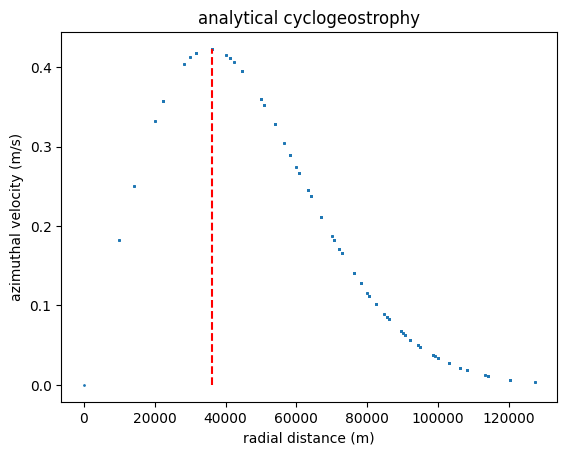 analytical cyclogeostrophy
azimuthal velocity (m/s)
0.4
0.3
0.2
0.1
0.0
0 20000 40000 60000 80000 100000 120000
radial distance (m)